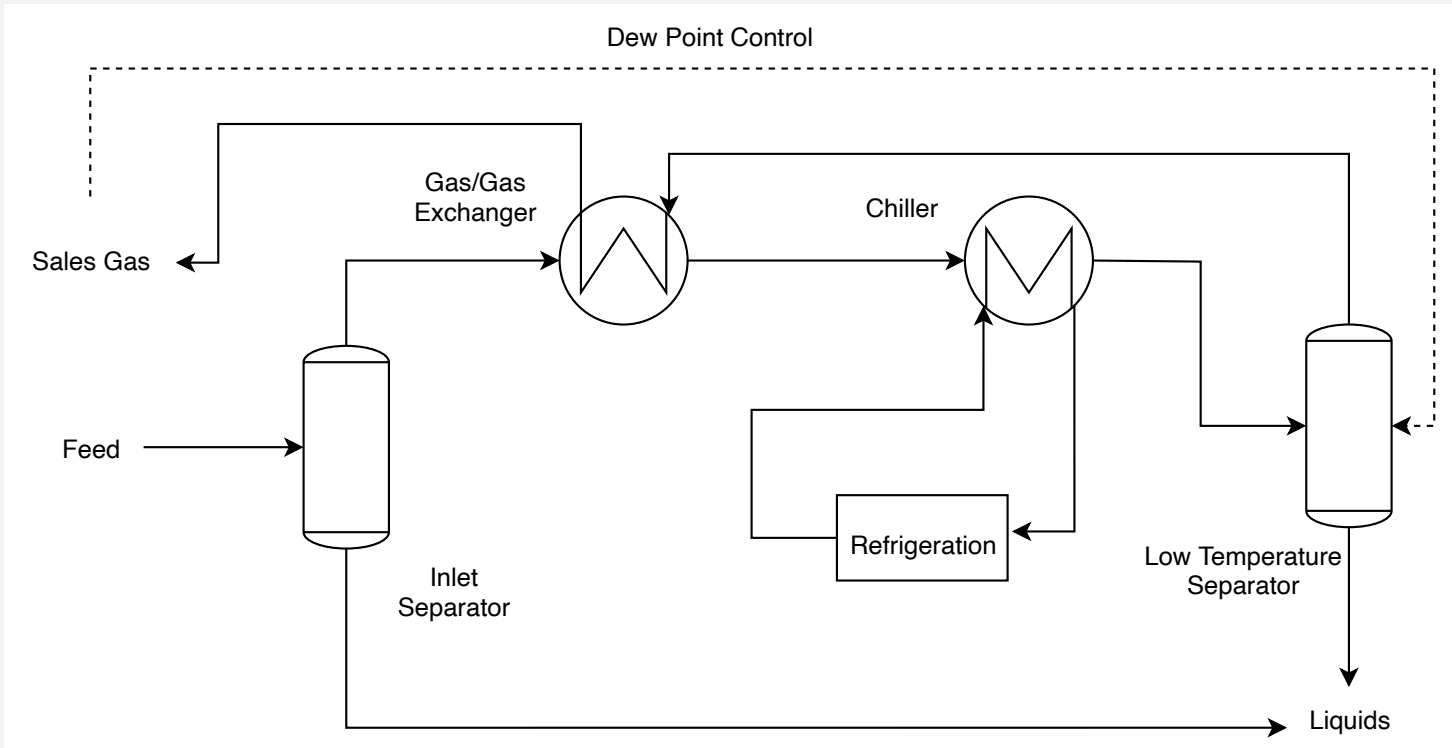 Dew Point Control
Gas/Gas
Exchanger
Chiller
Sales Gas
Feed
Refrigeration
Inlet
Separator
Low Temperature
Separator
Liquids